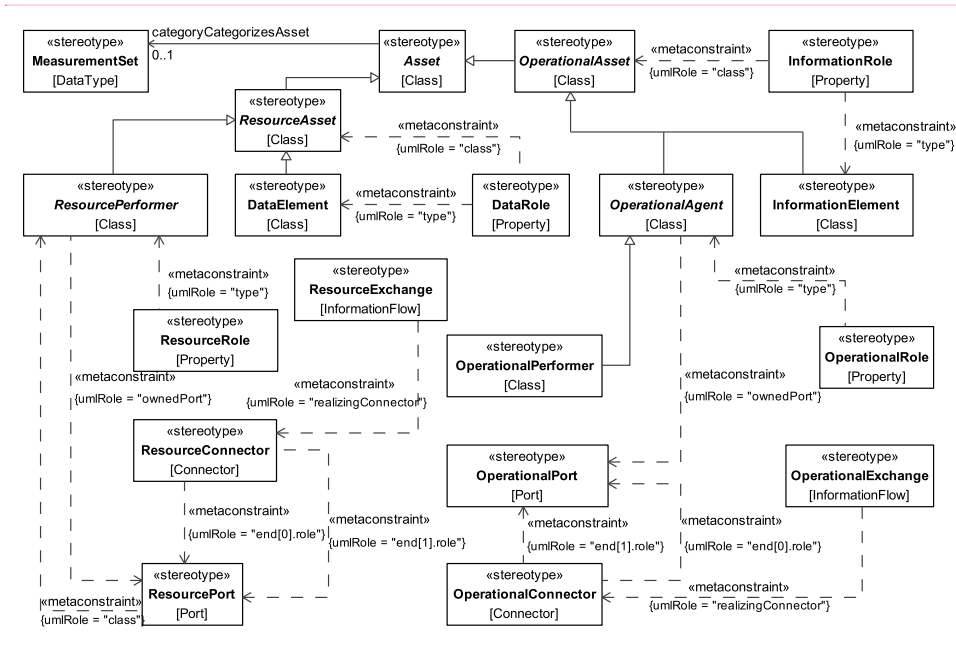 categoryCategorizesAsset
0..1
«stereotype»
MeasurementSet
[DataType]
«stereotype»
Asset
[Class]
«stereotype»
OperationalAsset
[Class]
«metaconstraint»
{umlRole = "class"}
«stereotype»
InformationRole
[Property]
«stereotype»
ResourceAsset
[Class]
«metaconstraint»
{umlRole = "class"}
«metaconstraint»
{umlRole = "type"}
«stereotype»
ResourcePerformer
[Class]
«stereotype»
DataElement
[Class]
«metaconstraint»
{umlRole = "type"}
«stereotype»
DataRole
[Property]
«stereotype»
OperationalAgent
[Class]
«stereotype»
InformationElement
[Class]
«metaconstraint»
{umlRole = "type"}
«stereotype»
ResourceExchange
[InformationFlow]
«metaconstraint»
{umlRole = "type"}
«stereotype»
ResourceRole
[Property]
«stereotype»
OperationalPerformer
[Class]
«stereotype»
OperationalRole
[Property]
«metaconstraint»
{umlRole = "ownedPort"}
«metaconstraint»
{umlRole = "realizingConnector"}
«metaconstraint»
{umlRole = "ownedPort"}
«stereotype»
ResourceConnector
[Connector]
«stereotype»
OperationalPort
[Port]
«stereotype»
OperationalExchange
[InformationFlow]
«metaconstraint»
{umlRole = "end[0].role"}
«metaconstraint»
{umlRole = "end[1].role"}
«metaconstraint»
{umlRole = "end[1].role"}
«metaconstraint»
{umlRole = "end[0].role"}
«stereotype»
ResourcePort
[Port]
«metaconstraint»
{umlRole = "class"}
«stereotype»
OperationalConnector
[Connector]
«metaconstraint»
{umlRole = "realizingConnector"}